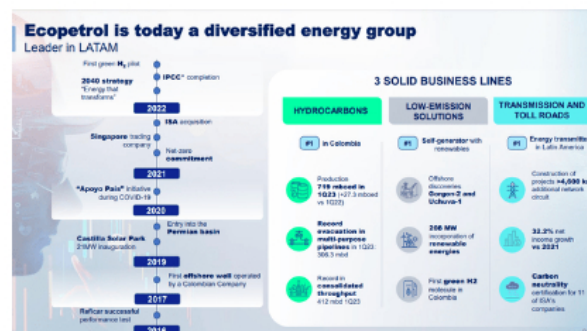 Ecopetrol is today a diversified energy group
Leader in LATAM
First green H2 pilot
IPCC* completion
2040 strategy
"Energy that
transforms"
2022
ISA acquisition
Singapore trading
company
Net-zero
commitment
2021
"Apoyo País" initiative
during COVID-19
2020
Entry into the
Permian basin
Castilla Solar Park
21MW inauguration
2019
First offshore well operated
by a Colombian Company
2017
Reficar successful
performance test
3 SOLID BUSINESS LINES
HYDROCARBONS
#1 in Colombia
Production
719 mboed in
1Q23 (+27.3 mboed
vs 1Q22)
Record
evacuation in
multi-purpose
pipelines in 1Q23:
308.3 mbd
Record in
consolidated
throughput
412 mbd 1Q23
LOW-EMISSION
SOLUTIONS
#1 Self-generator with
renewables
Offshore
discoveries
Gorgon-2 and
Uchuva-1
208 MW
incorporation of
renewable
energies
First green H2
molecule in
Colombia
TRANSMISSION AND
TOLL ROADS
#1 Energy transmitter
in Latin America
Construction of
projects >4,000
additional network
circuit
32.2% net
income growth
vs 2021
Carbon
neutrality
certification for 11
of ISA's
companies